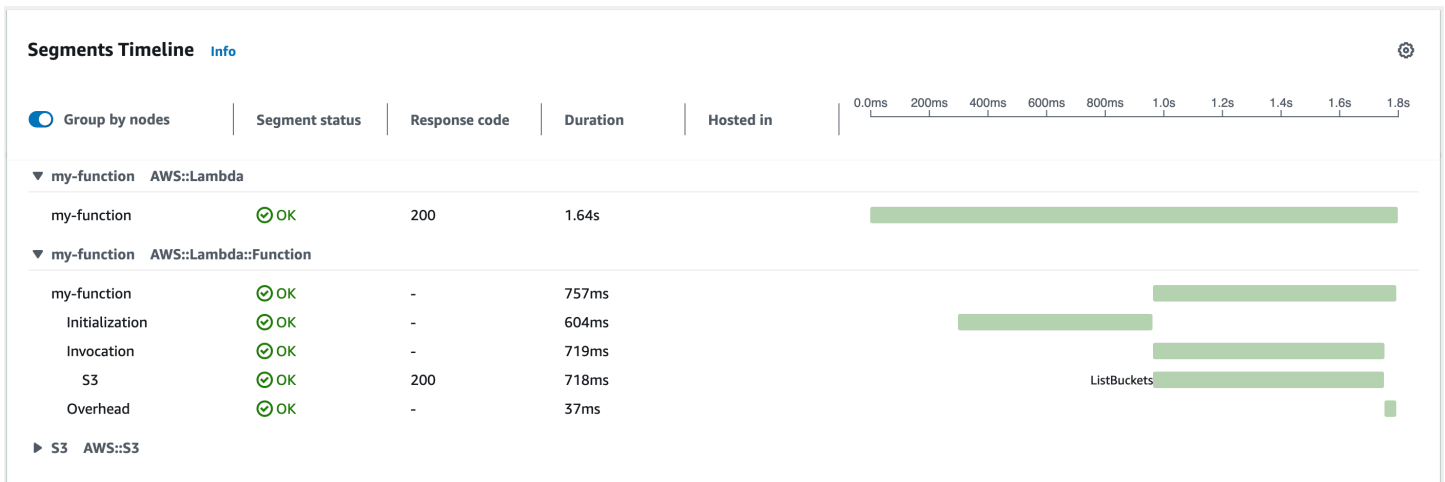 Segments Timeline Info
0.0ms 200ms 400ms 600ms 800ms 1.0s 1.2s 1.4s 1.6s 1.8s
Group by nodes Segment status Response code Duration Hosted in
my-function AWS::Lambda
my-function OK 200 1.64s
my-function AWS::Lambda::Function
my-function OK - 757ms
Initialization OK - 604ms
Invocation OK - 719ms
S3 OK 200 718ms ListBuckets
Overhead OK - 37ms
S3 AWS::S3